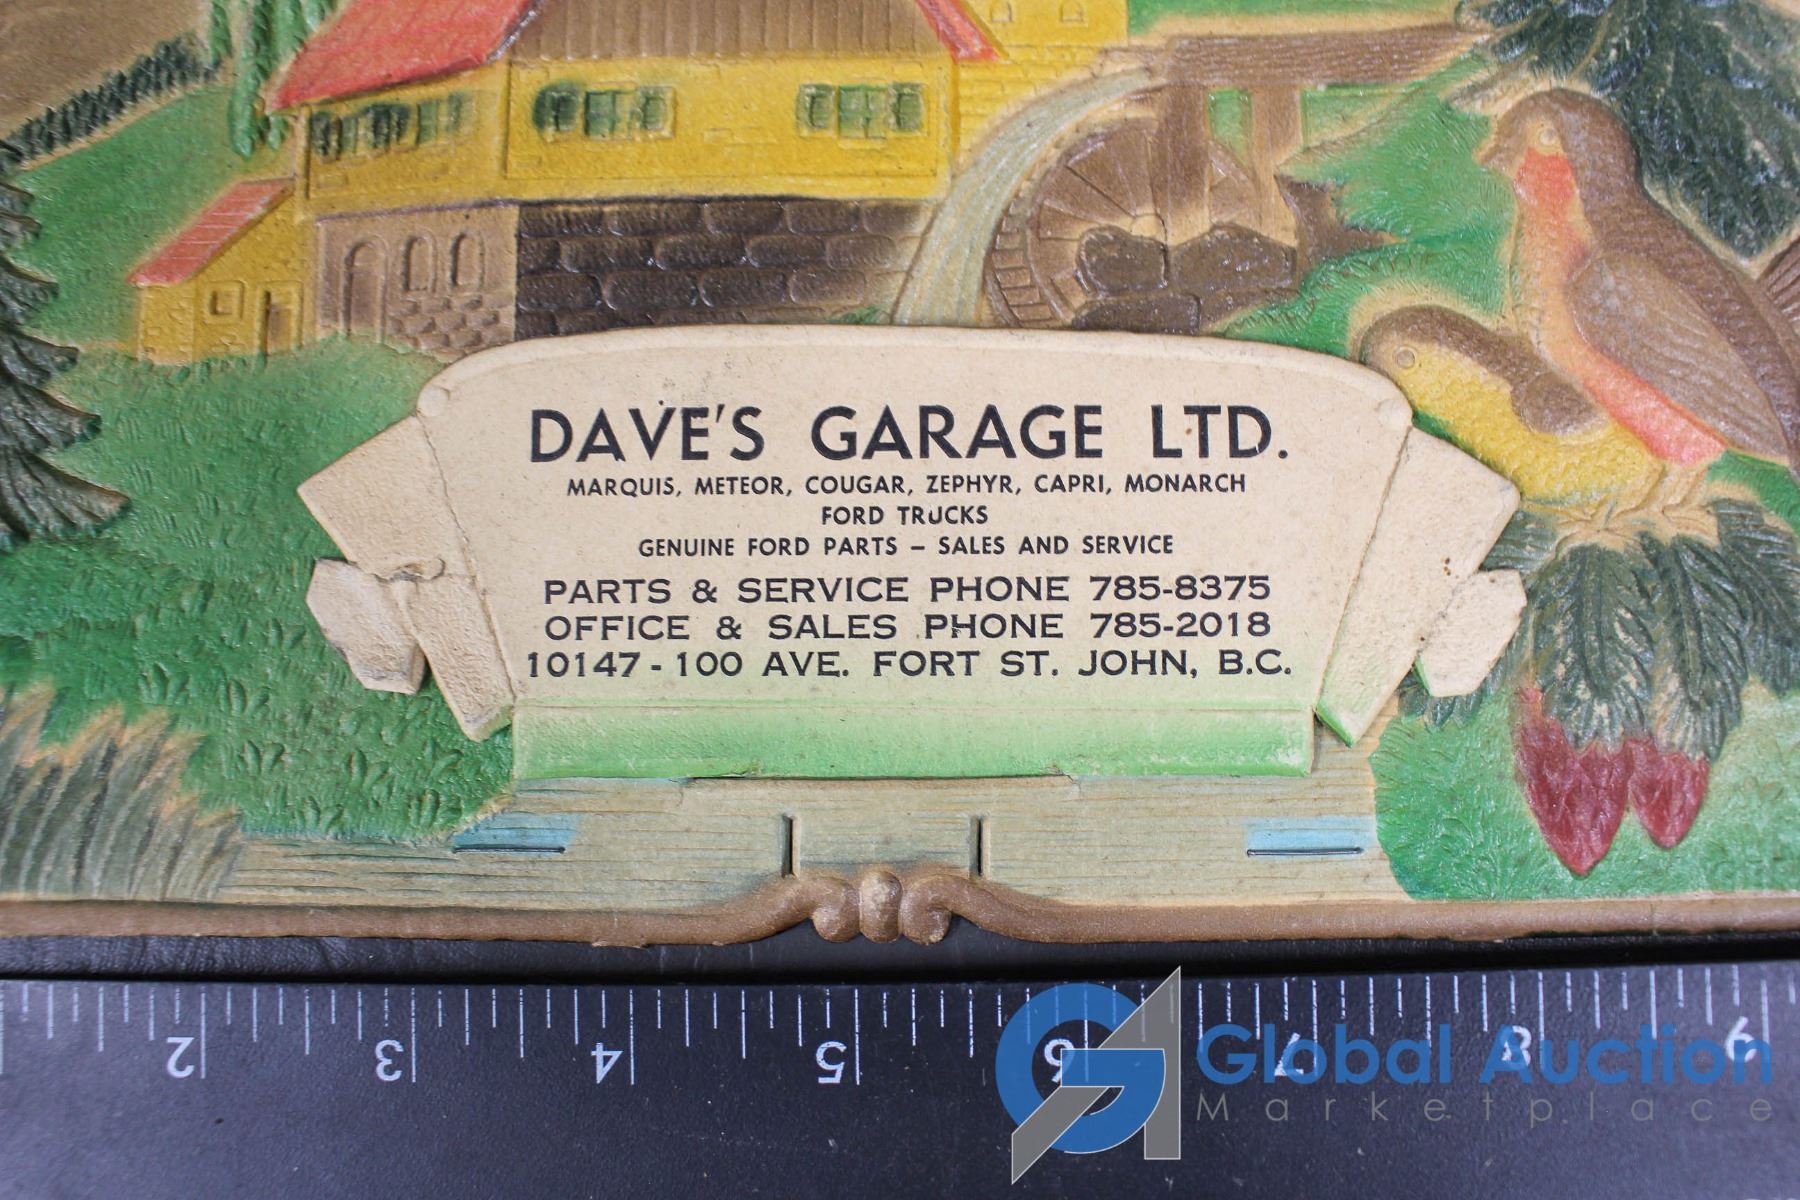 DAVE'S GARAGE LTD.
MARQUIS, METEOR, COUGAR, ZEPHYR, CAPRI, MONARCH
FORD TRUCKS
GENUINE FORD PARTS – SALES AND SERVICE
PARTS & SERVICE PHONE 785-8375
OFFICE & SALES PHONE 785-2018
10147 - 100 AVE. FORT ST. JOHN, B.C.
2 3 4 5 6 7 8 9
Global Auction
Marketplace